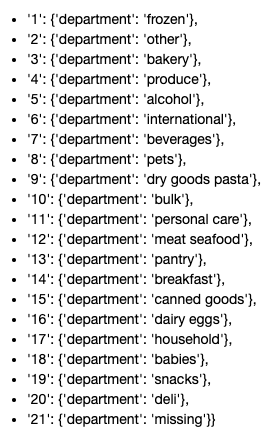 • '1': {'department': 'frozen'},
• '2': {'department': 'other'},
• '3': {'department': 'bakery'},
• '4': {'department': 'produce'},
• '5': {'department': 'alcohol'},
• '6': {'department': 'international'},
• '7': {'department': 'beverages'},
• '8': {'department': 'pets'},
• '9': {'department': 'dry goods pasta'},
• '10': {'department': 'bulk'},
• '11': {'department': 'personal care'},
• '12': {'department': 'meat seafood'},
• '13': {'department': 'pantry'},
• '14': {'department': 'breakfast'},
• '15': {'department': 'canned goods'},
• '16': {'department': 'dairy eggs'},
• '17': {'department': 'household'},
• '18': {'department': 'babies'},
• '19': {'department': 'snacks'},
• '20': {'department': 'deli'},
• '21': {'department': 'missing'}}